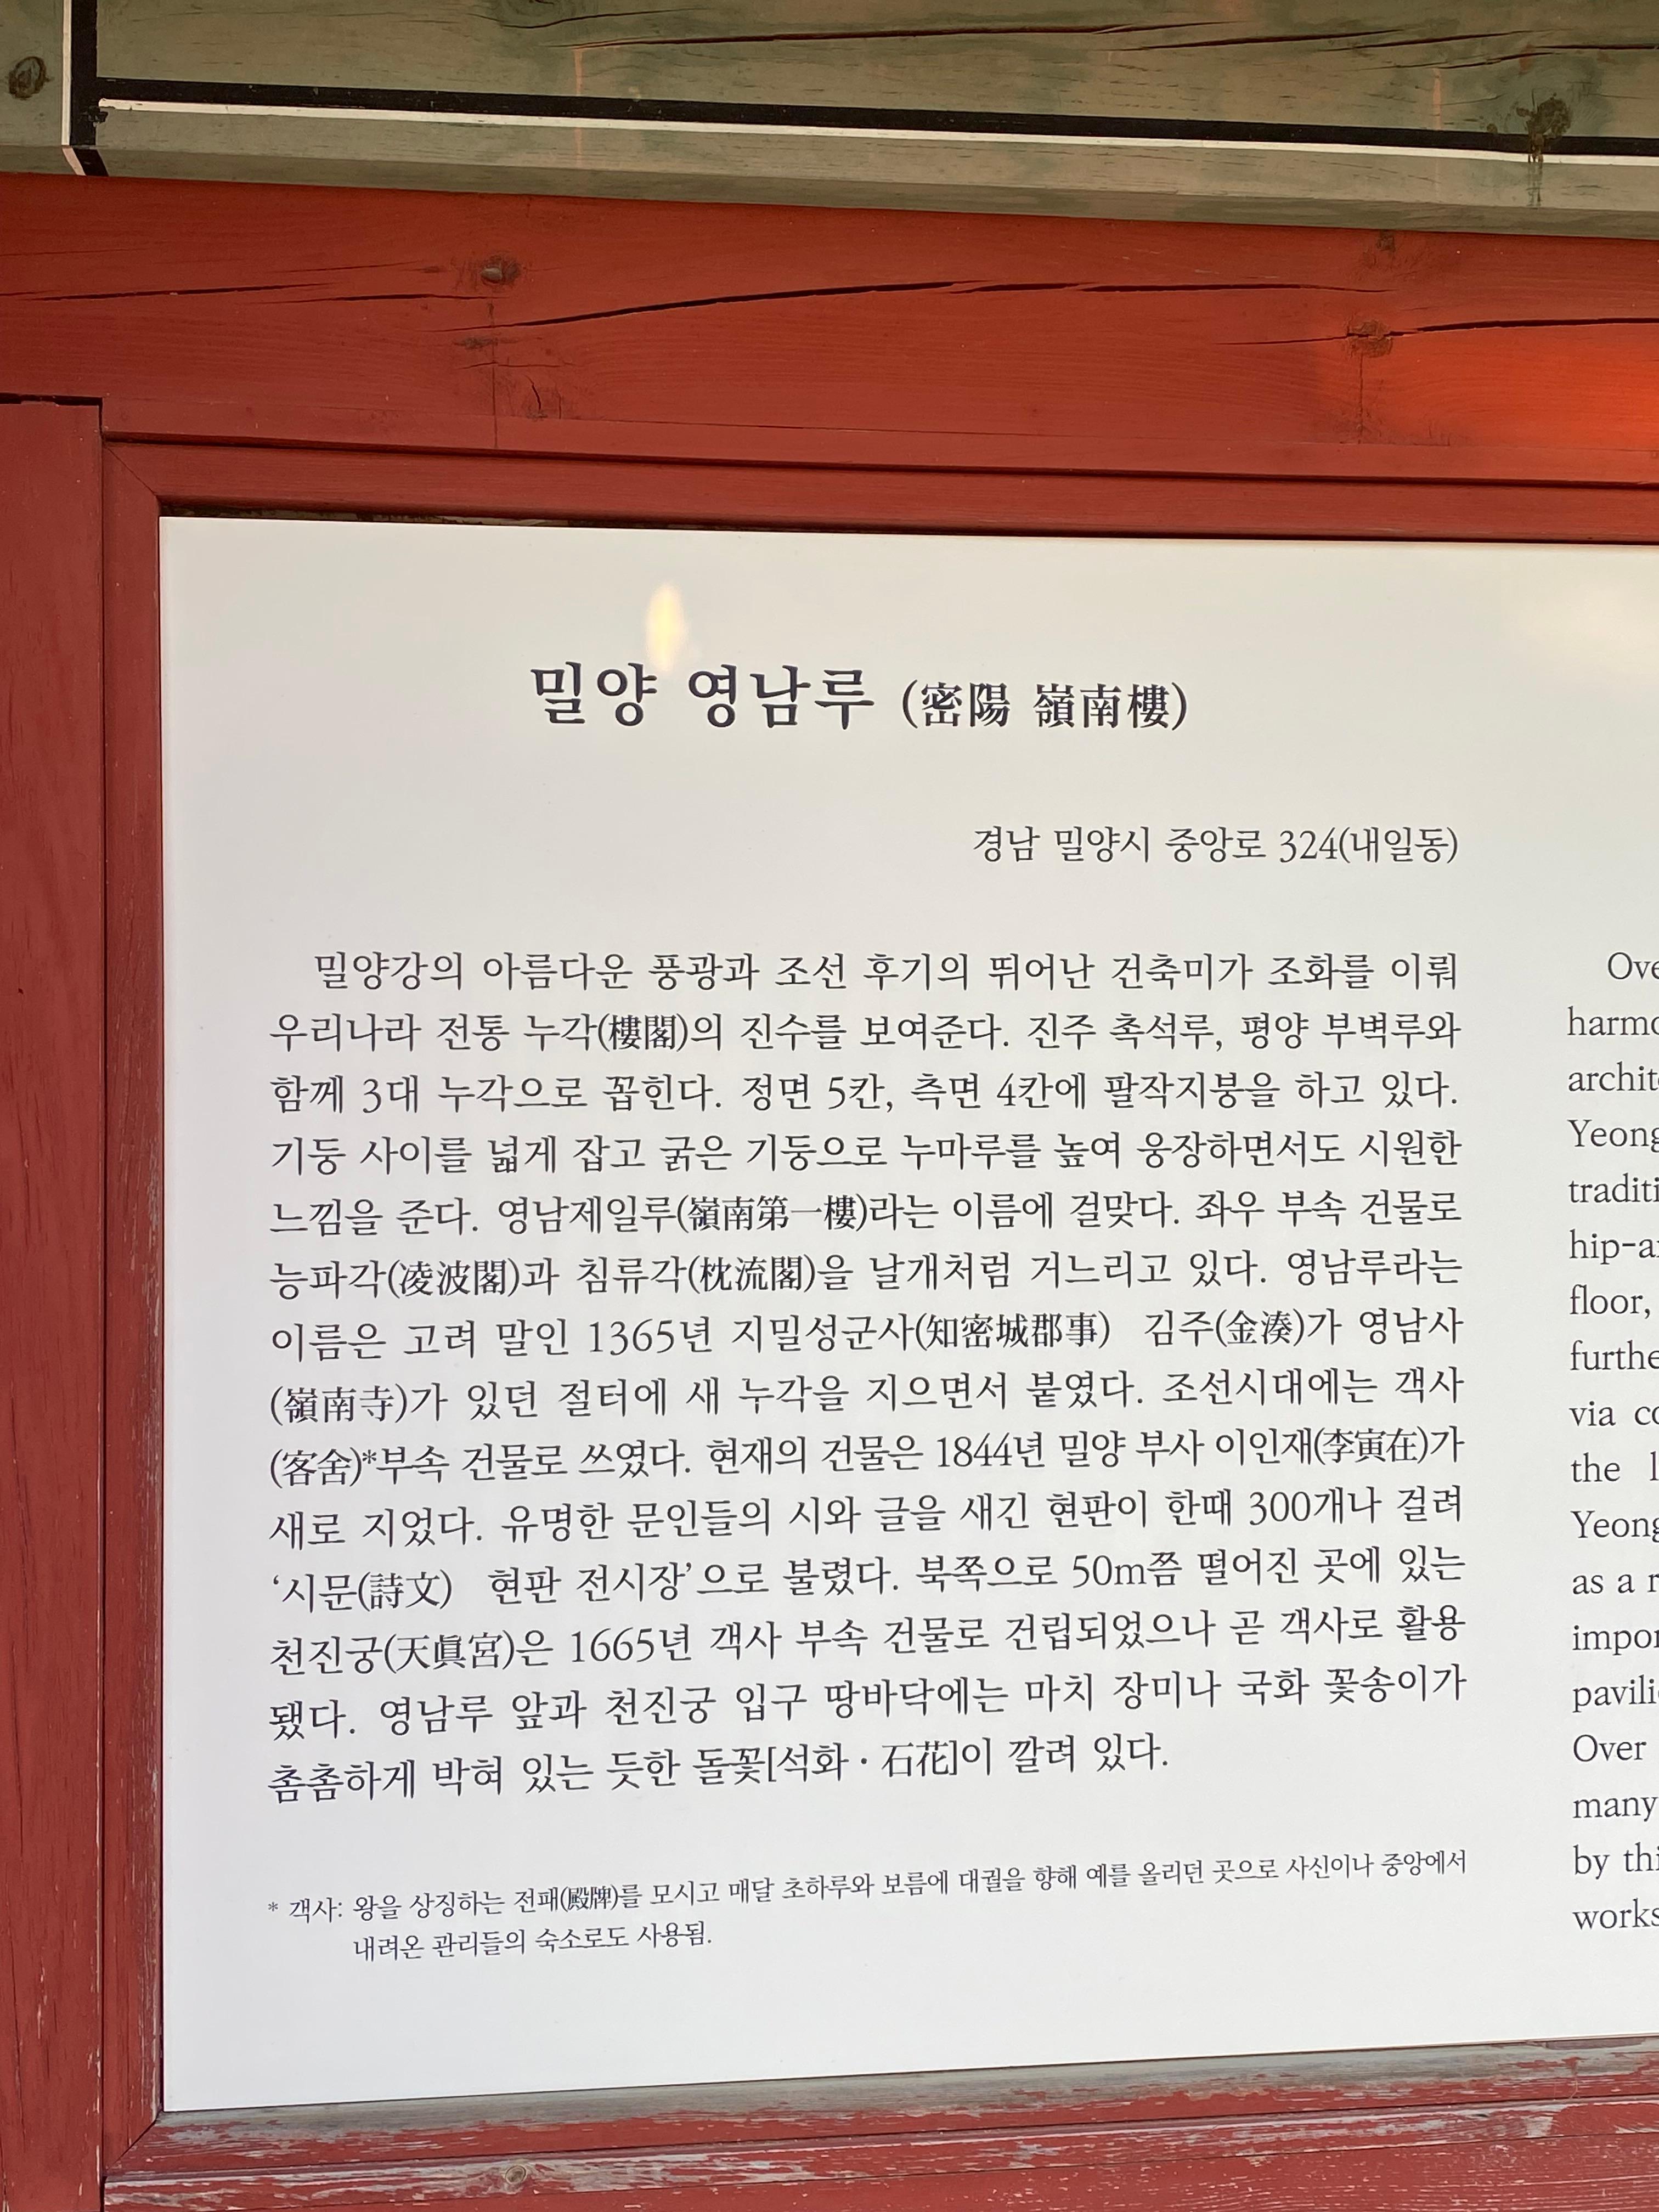 밀양 영남루 (密陽 嶺南樓)
경남 밀양시 중앙로 324(내일동)
밀양강의 아름다운 풍광과 조선 후기의 뛰어난 건축미가 조화를 이뤄
우리나라 전통 누각(樓閣)의 진수를 보여준다. 진주 촉석루, 평양 부벽루와
함께 3대 누각으로 꼽힌다. 정면 5칸, 측면 4칸에 팔작지붕을 하고 있다.
기둥 사이를 넓게 잡고 굵은 기둥으로 누마루를 높여 웅장하면서도 시원한
느낌을 준다. 영남제일루(嶺南第一樓)라는 이름에 걸맞다. 좌우 부속 건물로
능파각(凌波閣)과 침류각(枕流閣)을 날개처럼 거느리고 있다. 영남루라는
이름은 고려 말인 1365년 지밀성군사(知密城郡事) 김주(金湊)가 영남사
(嶺南寺)가 있던 절터에 새 누각을 지으면서 붙였다. 조선시대에는 객사
(客舍)*부속 건물로 쓰였다. 현재의 건물은 1844년 밀양 부사 이인재(李寅在)가
새로 지었다. 유명한 문인들의 시와 글을 새긴 현판이 한때 300개나 걸려
‘시문(詩文) 현판 전시장’으로 불렸다. 북쪽으로 50m쯤 떨어진 곳에 있는
천진궁(天眞宮)은 1665년 객사 부속 건물로 건립되었으나 곧 객사로 활용
됐다. 영남루 앞과 천진궁 입구 땅바닥에는 마치 장미나 국화 꽃송이가
촘촘하게 박혀 있는 듯한 돌꽃[석화·石花]이 깔려 있다.
* 객사: 왕을 상징하는 전패(殿牌)를 모시고 매달 초하루와 보름에 대궐을 향해 예를 올리던 곳으로 사신이나 중앙에서
내려온 관리들의 숙소로도 사용됨.
Ove
harmo
archit
Yeong
traditi
hip-a
floor,
furthe
via co
the l
Yeong
as a r
impor
pavili
Over
many
by thi
works